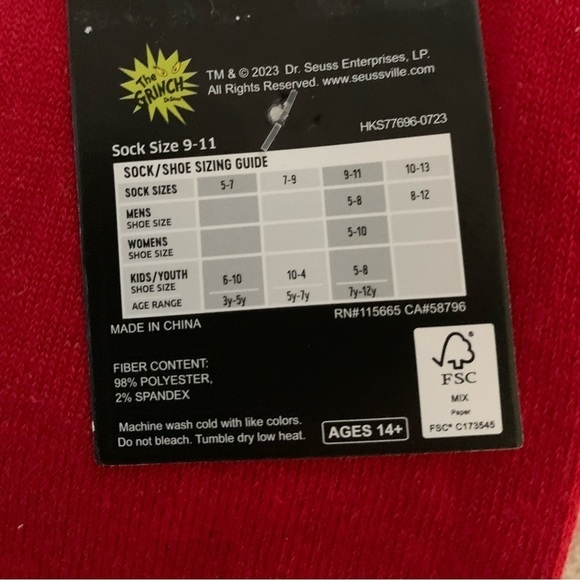 The
GRINCH
TM & © 2023 Dr. Seuss Enterprises, LP.
All Rights Reserved. www.seussville.com
HKS77696-0723
Sock Size 9-11
SOCK/SHOE SIZING GUIDE
SOCK SIZES 5-7 7-9 9-11 10-13
MENS SHOE SIZE 5-8 8-12
WOMENS SHOE SIZE 5-10
KIDS/YOUTH SHOE SIZE 6-10 10-4 5-8
AGE RANGE 3y-5y 5y-7y 7y-12y
MADE IN CHINA
RN#115665 CA#58796
FIBER CONTENT:
98% POLYESTER,
2% SPANDEX
Machine wash cold with like colors.
Do not bleach. Tumble dry low heat.
AGES 14+
FSC
MIX
Paper
FSC® C173545